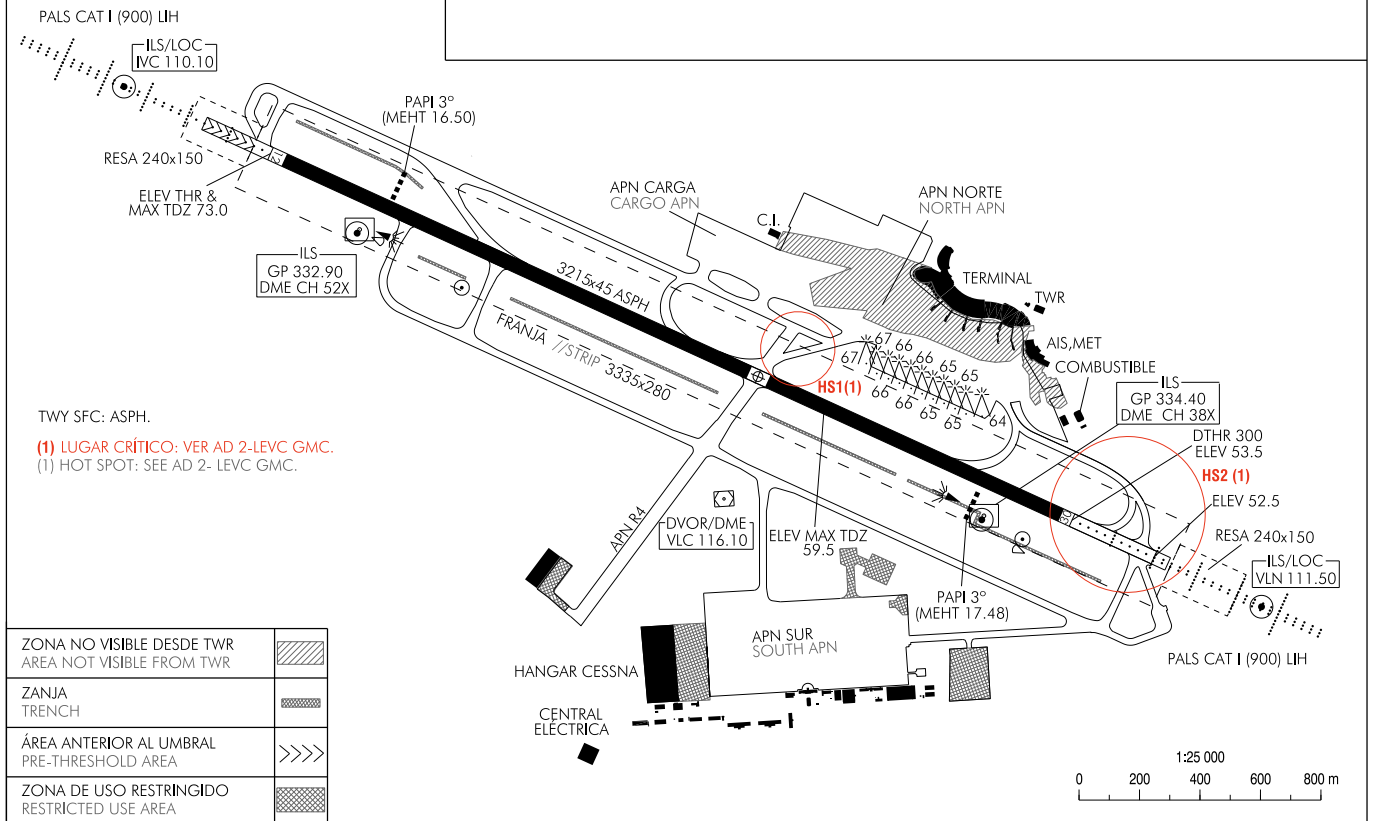 PALS CAT I (900) LIH
ILS/LOC
IVC 110.10
PAPI 3º
(MEHT 16.50)
RESA 240x150
ELEV THR &
MAX TDZ 73.0
12
ILS
GP 332.90
DME CH 52X
APN CARGA
CARGO APN
C.I.
APN NORTE
NORTH APN
TERMINAL
TWR
AIS,MET
COMBUSTIBLE
3215x45 ASPH
FRANJA //STRIP 3335x280
HS1(1)
67
67
66
66
66
66
65
65
65
65
64
ILS
GP 334.40
DME CH 38X
DTHR 300
ELEV 53.5
HS2 (1)
30
ELEV 52.5
RESA 240x150
ILS/LOC
VLN 111.50
PALS CAT I (900) LIH
TWY SFC: ASPH.
(1) LUGAR CRÍTICO: VER AD 2-LEVC GMC.
(1) HOT SPOT: SEE AD 2- LEVC GMC.
APN R4
DVOR/DME
VLC 116.10
ELEV MAX TDZ
59.5
PAPI 3º
(MEHT 17.48)
APN SUR
SOUTH APN
HANGAR CESSNA
CENTRAL
ELÉCTRICA
ZONA NO VISIBLE DESDE TWR
AREA NOT VISIBLE FROM TWR
ZANJA
TRENCH
ÁREA ANTERIOR AL UMBRAL
PRE-THRESHOLD AREA
ZONA DE USO RESTRINGIDO
RESTRICTED USE AREA
1:25 000
0 200 400 600 800 m